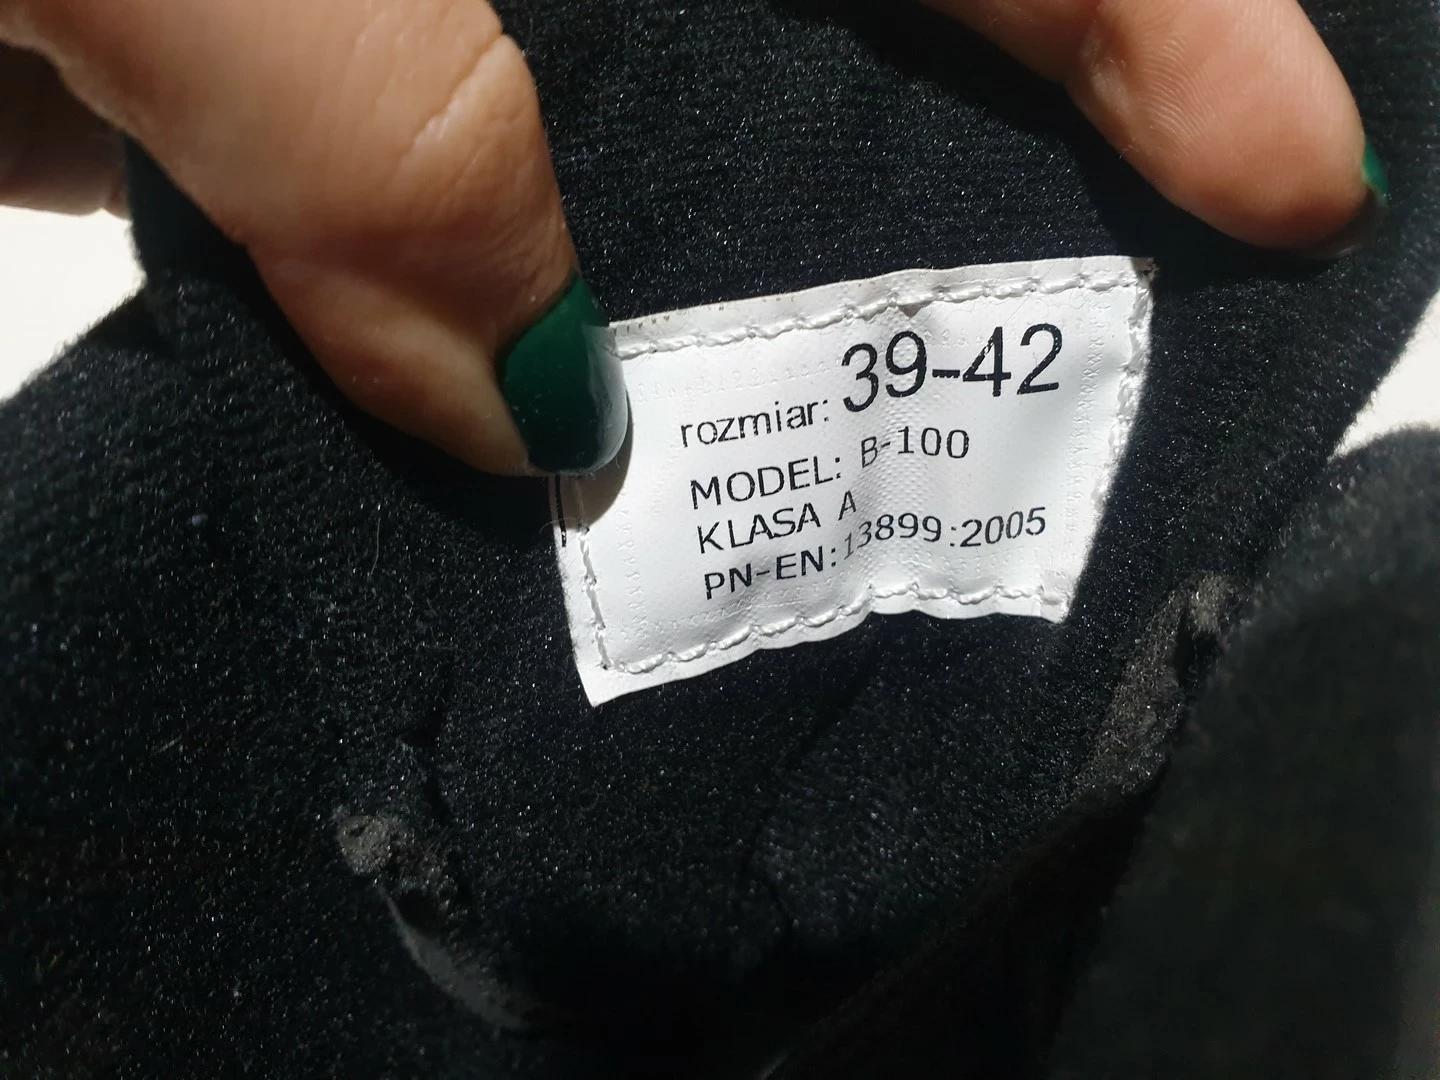 rozmiar: 39-42
MODEL: B-100
KLASA A
PN-EN:13899:2005